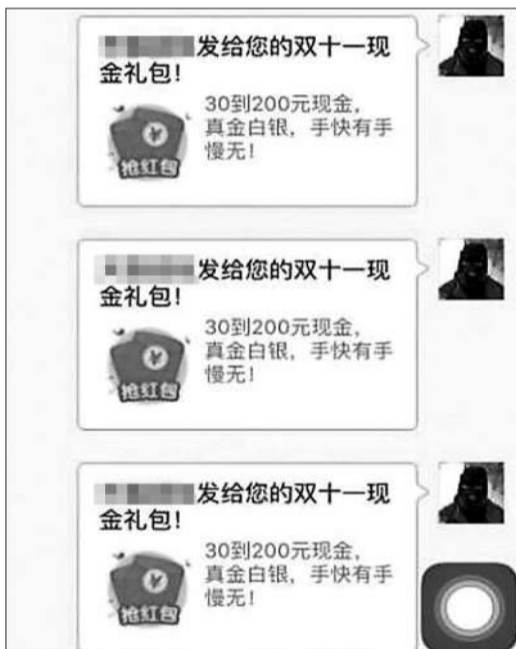 发给您的双十一现
金礼包!
30到200元现金,
真金白银, 手快有手
慢无!
抢红包
发给您的双十一现
金礼包!
30到200元现金,
真金白银, 手快有手
慢无!
抢红包
发给您的双十一现
金礼包!
30到200元现金,
真金白银, 手快有手
慢无!
抢红包